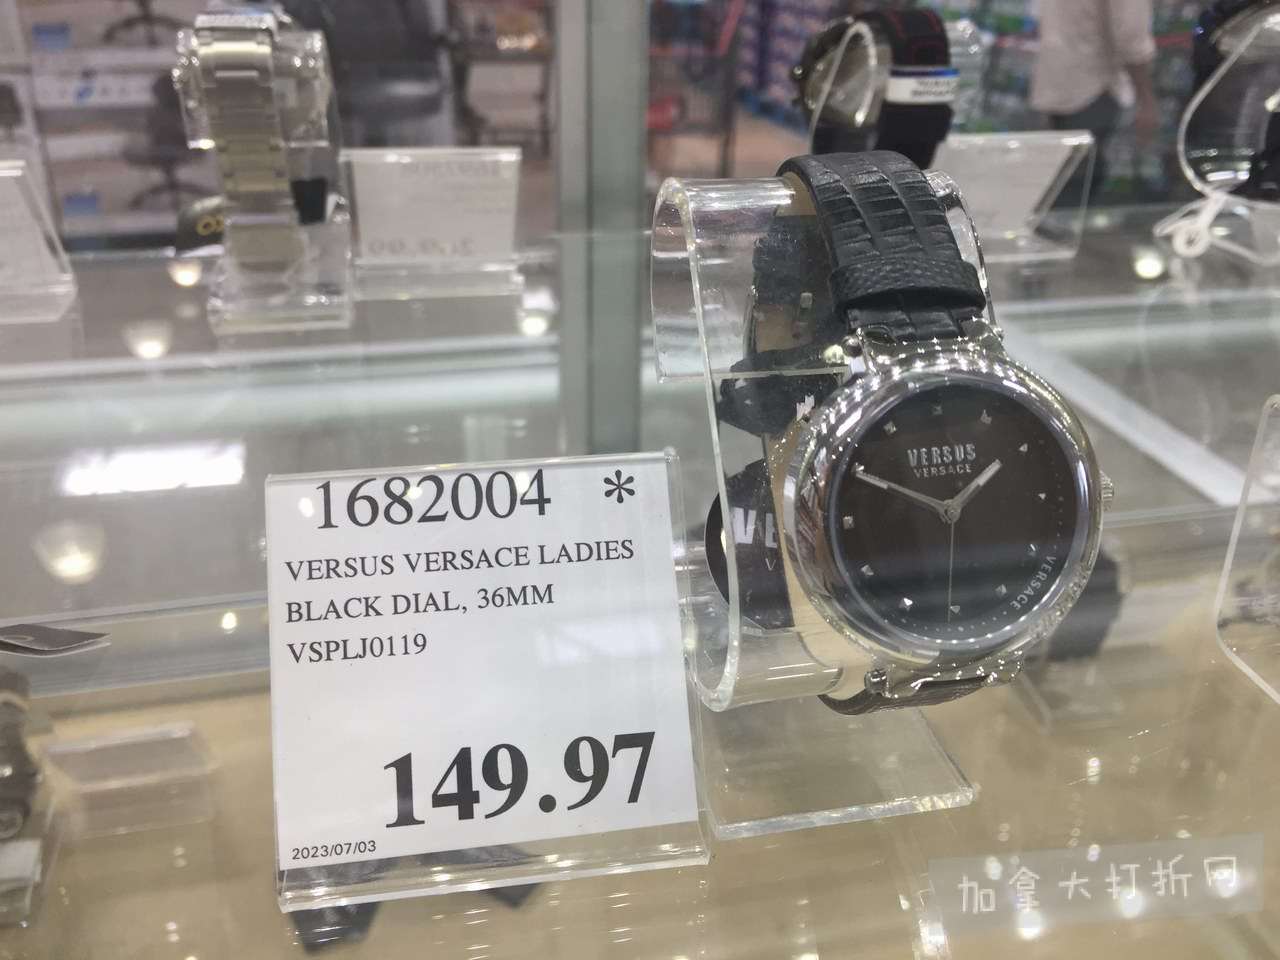 1682004 *
VERSUS VERSACE LADIES
BLACK DIAL, 36MM
VSPLJ0119
149.97
2023/07/03
VERSUS
VERSACE
VERSACE
加拿大打折网